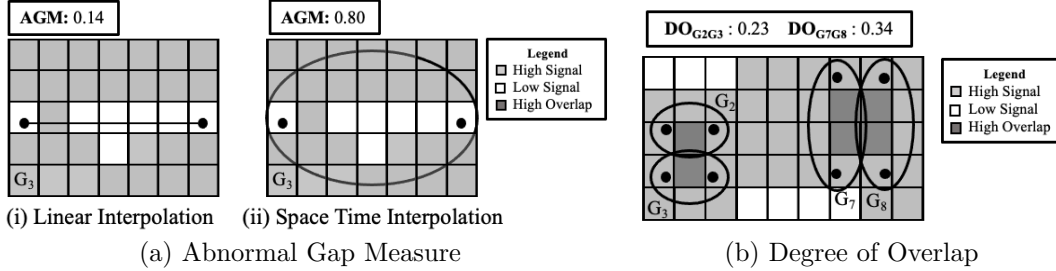 AGM: 0.14
G3
(i) Linear Interpolation
AGM: 0.80
G3
(ii) Space Time Interpolation
Legend
High Signal
Low Signal
High Overlap
(a) Abnormal Gap Measure
DOG2G3 : 0.23 DOG7G8 : 0.34
G2
G3
G7
G8
Legend
High Signal
Low Signal
High Overlap
(b) Degree of Overlap